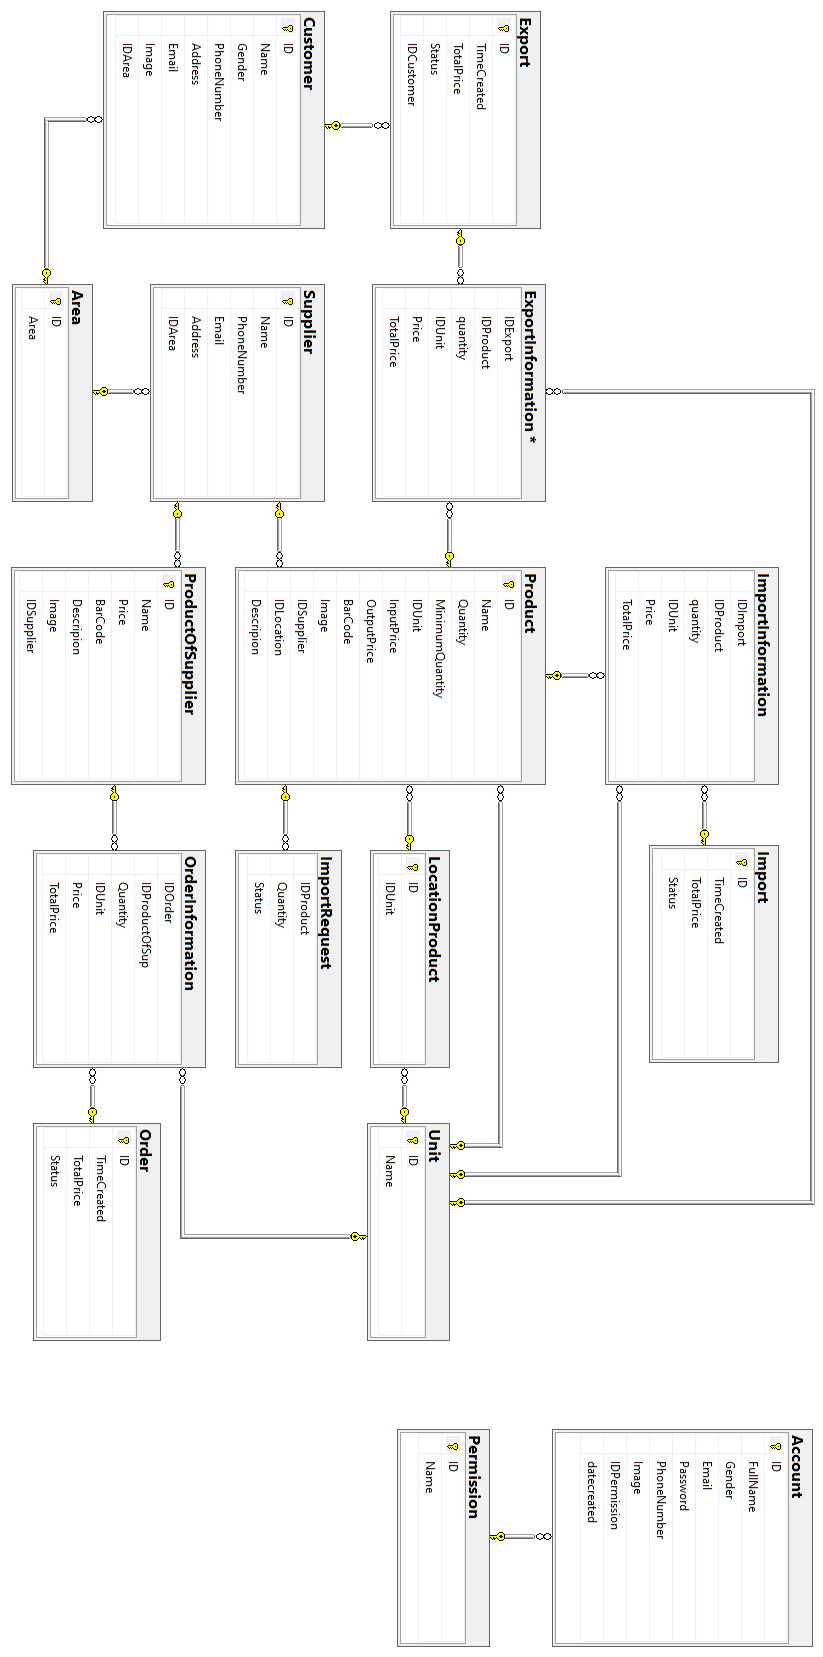 Export
ID
TimeCreated
TotalPrice
Status
IDCustomer
Customer
ID
Name
Gender
PhoneNumber
Address
Email
Image
IDArea
ExportInformation *
IDExport
IDProduct
quantity
IDUnit
Price
TotalPrice
Supplier
ID
Name
PhoneNumber
Email
Address
IDArea
Area
ID
Area
ImportInformation
IDImport
IDProduct
quantity
IDUnit
Price
TotalPrice
Product
ID
Name
Quantity
MinimumQuantity
IDUnit
InputPrice
OutputPrice
BarCode
Image
IDSupplier
IDLocation
Descripion
ProductOfSupplier
ID
Name
Price
BarCode
Descripion
Image
IDSupplier
Import
ID
TimeCreated
TotalPrice
Status
LocationProduct
ID
IDUnit
ImportRequest
IDProduct
Quantity
Status
OrderInformation
IDOrder
IDProductOfSup
Quantity
IDUnit
Price
TotalPrice
Unit
ID
Name
Order
ID
TimeCreated
TotalPrice
Status
Account
ID
FullName
Gender
Email
Password
PhoneNumber
Image
IDPermission
datecreated
Permission
ID
Name